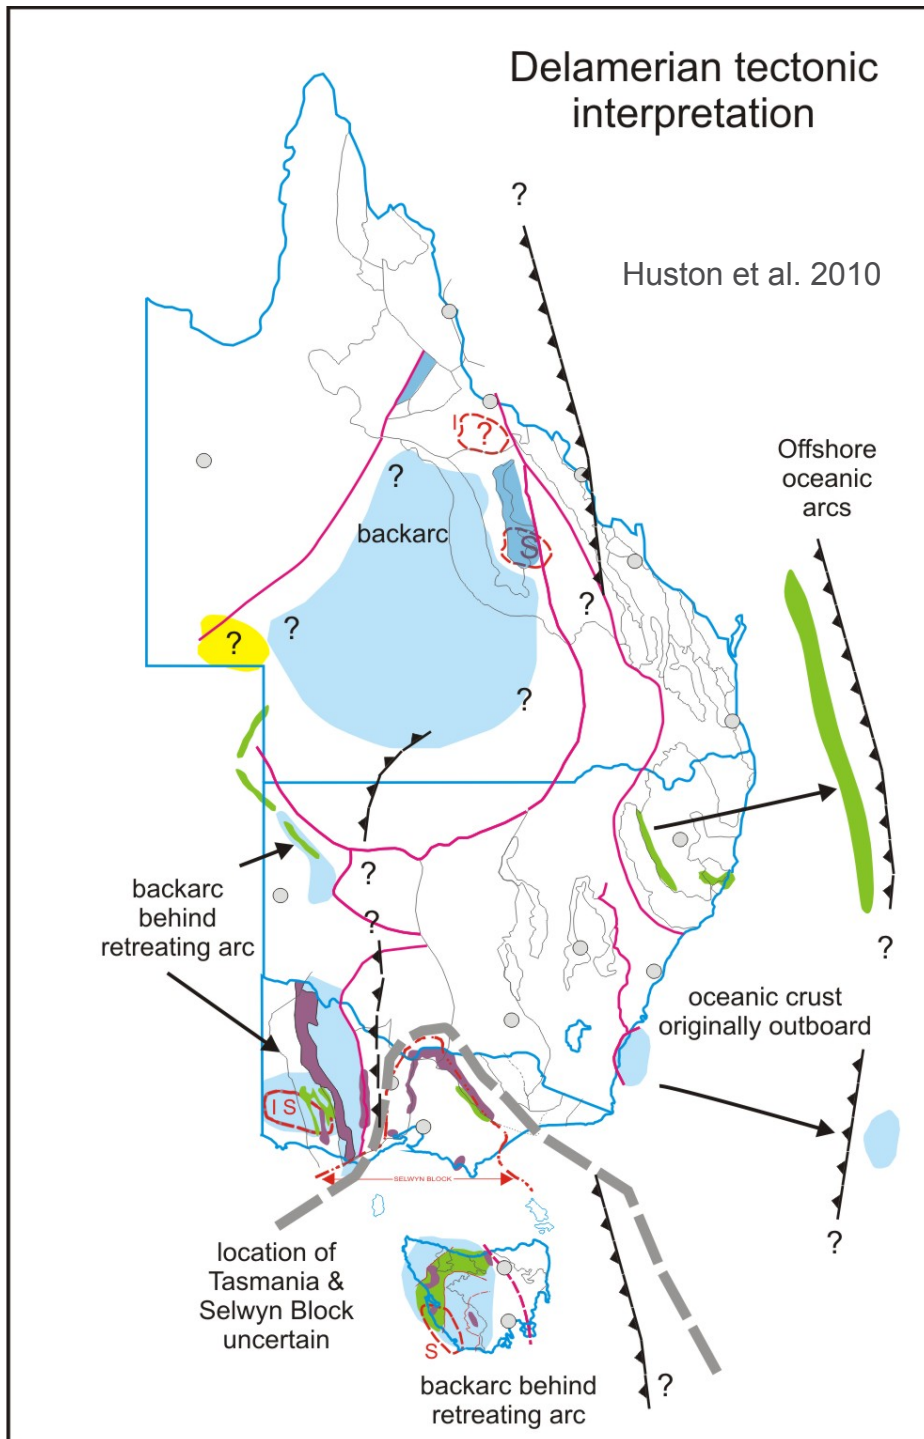 Delamerian tectonic
interpretation
?
Huston et al. 2010
I
?
Offshore
oceanic
arcs
?
backarc
S
?
?
?
?
backarc
behind
retreating arc
?
?
?
oceanic crust
originally outboard
I S
SELWYN BLOCK
?
location of
Tasmania &
Selwyn Block
uncertain
S
?
backarc behind
retreating arc